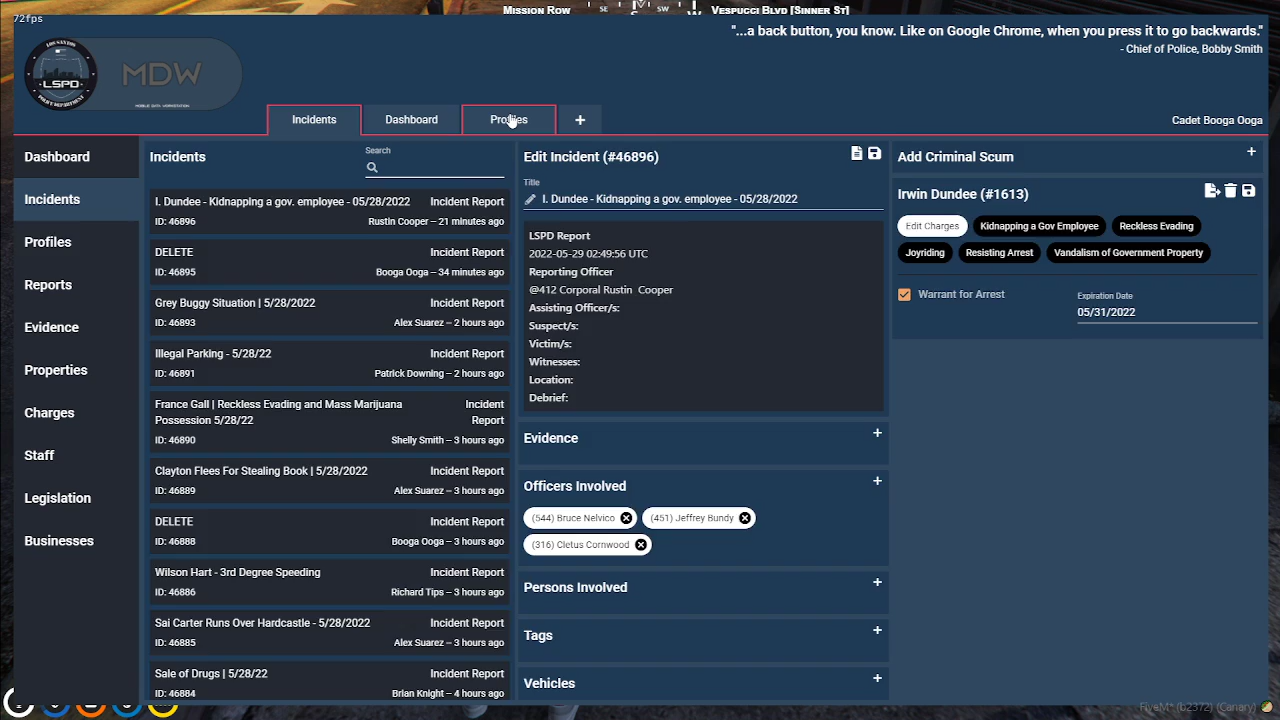 72fps
Mission Row
SE
SW
W
Vespucci Blvd [Sinner St]
"...a back button, you know. Like on Google Chrome, when you press it to go backwards."
- Chief of Police, Bobby Smith
LOS SANTOS
LSPD
POLICE DEPARTMENT
MDW
MOBILE DATA WORKSTATION
Incidents
Dashboard
Profiles
+
Cadet Booga Ooga
Dashboard
Incidents
Profiles
Reports
Evidence
Properties
Charges
Staff
Legislation
Businesses
Incidents
Search
I. Dundee - Kidnapping a gov. employee - 05/28/2022 Incident Report
ID: 46896 Rustin Cooper – 21 minutes ago
DELETE Incident Report
ID: 46895 Booga Ooga – 34 minutes ago
Grey Buggy Situation | 5/28/2022 Incident Report
ID: 46893 Alex Suarez – 2 hours ago
Illegal Parking - 5/28/22 Incident Report
ID: 46891 Patrick Downing – 2 hours ago
France Gall | Reckless Evading and Mass Marijuana Incident
Possession 5/28/22 Report
ID: 46890 Shelly Smith – 3 hours ago
Clayton Flees For Stealing Book | 5/28/2022 Incident Report
ID: 46889 Alex Suarez – 3 hours ago
DELETE Incident Report
ID: 46888 Booga Ooga – 3 hours ago
Wilson Hart - 3rd Degree Speeding Incident Report
ID: 46886 Richard Tips – 3 hours ago
Sai Carter Runs Over Hardcastle - 5/28/2022 Incident Report
ID: 46885 Alex Suarez – 3 hours ago
Sale of Drugs | 5/28/22 Incident Report
ID: 46884 Brian Knight – 4 hours ago
Edit Incident (#46896)
Title
I. Dundee - Kidnapping a gov. employee - 05/28/2022
LSPD Report
2022-05-29 02:49:56 UTC
Reporting Officer
@412 Corporal Rustin Cooper
Assisting Officer/s:
Suspect/s:
Victim/s:
Witnesses:
Location:
Debrief:
Evidence +
Officers Involved +
(544) Bruce Nelvico (451) Jeffrey Bundy
(316) Cletus Cornwood
Persons Involved +
Tags +
Vehicles +
Add Criminal Scum +
Irwin Dundee (#1613)
Edit Charges Kidnapping a Gov Employee Reckless Evading
Joyriding Resisting Arrest Vandalism of Government Property
Warrant for Arrest
Expiration Date
05/31/2022
FiveM* (b2372) (Canary)